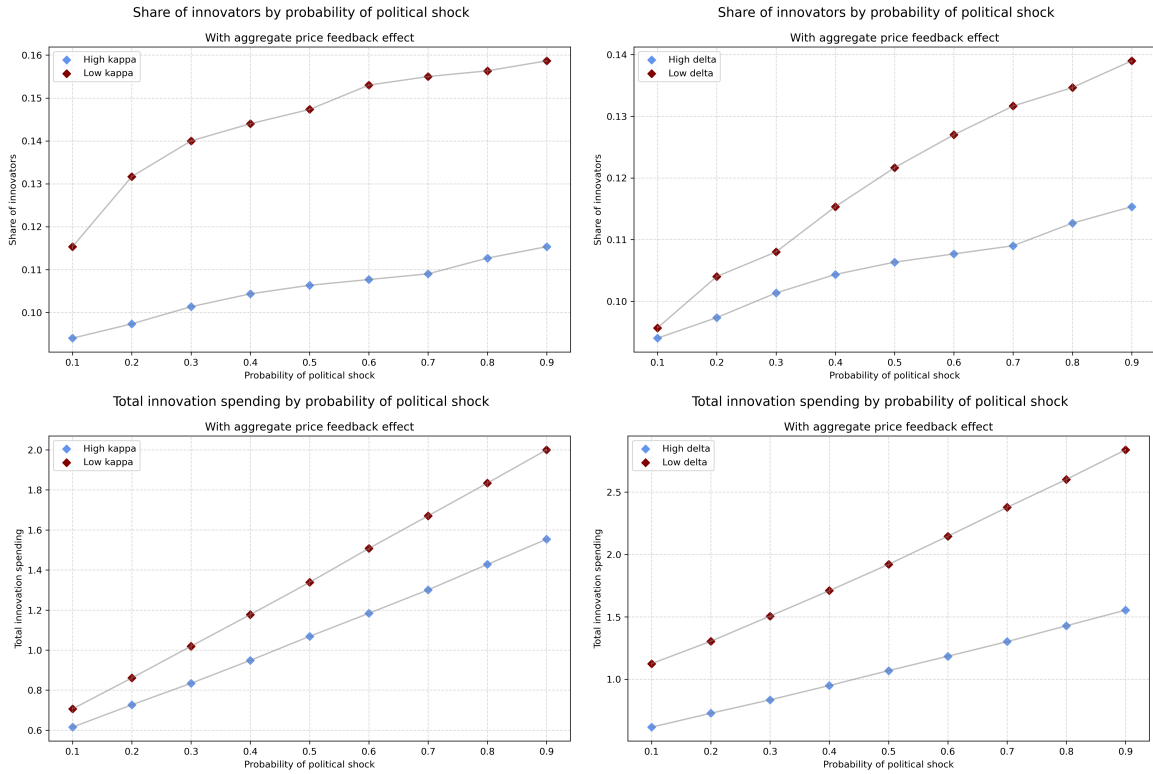 Share of innovators by probability of political shock
With aggregate price feedback effect
High kappa
Low kappa
0.16
0.15
0.14
0.13
0.12
0.11
0.10
Share of innovators
0.1 0.2 0.3 0.4 0.5 0.6 0.7 0.8 0.9
Probability of political shock
Share of innovators by probability of political shock
With aggregate price feedback effect
High delta
Low delta
0.14
0.13
0.12
0.11
0.10
Share of innovators
0.1 0.2 0.3 0.4 0.5 0.6 0.7 0.8 0.9
Probability of political shock
Total innovation spending by probability of political shock
With aggregate price feedback effect
High kappa
Low kappa
2.0
1.8
1.6
1.4
1.2
1.0
0.8
0.6
Total innovation spending
0.1 0.2 0.3 0.4 0.5 0.6 0.7 0.8 0.9
Probability of political shock
Total innovation spending by probability of political shock
With aggregate price feedback effect
High delta
Low delta
2.5
2.0
1.5
1.0
Total innovation spending
0.1 0.2 0.3 0.4 0.5 0.6 0.7 0.8 0.9
Probability of political shock